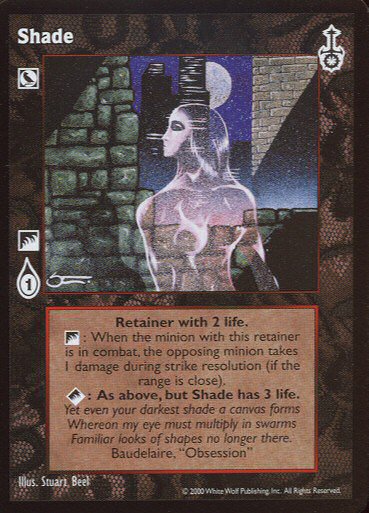 Shade
1
Retainer with 2 life.
: When the minion with this retainer
is in combat, the opposing minion takes
1 damage during strike resolution (if the
range is close).
: As above, but Shade has 3 life.
Yet even your darkest shade a canvas forms
Whereon my eye must multiply in swarms
Familiar looks of shapes no longer there.
Baudelaire, "Obsession"
Illus. Stuart Beel
© 2000 White Wolf Publishing, Inc. All Rights Reserved.